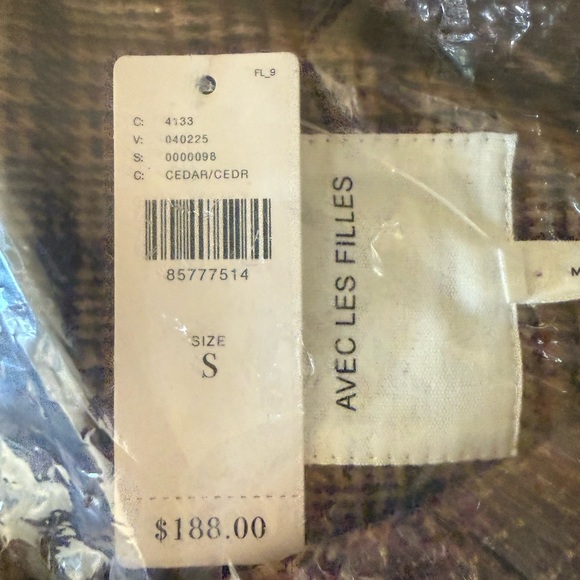 FL_9
C: 4133
V: 040225
S: 0000098
C: CEDAR/CEDR
85777514
SIZE
S
$188.00
AVEC LES FILLES
M